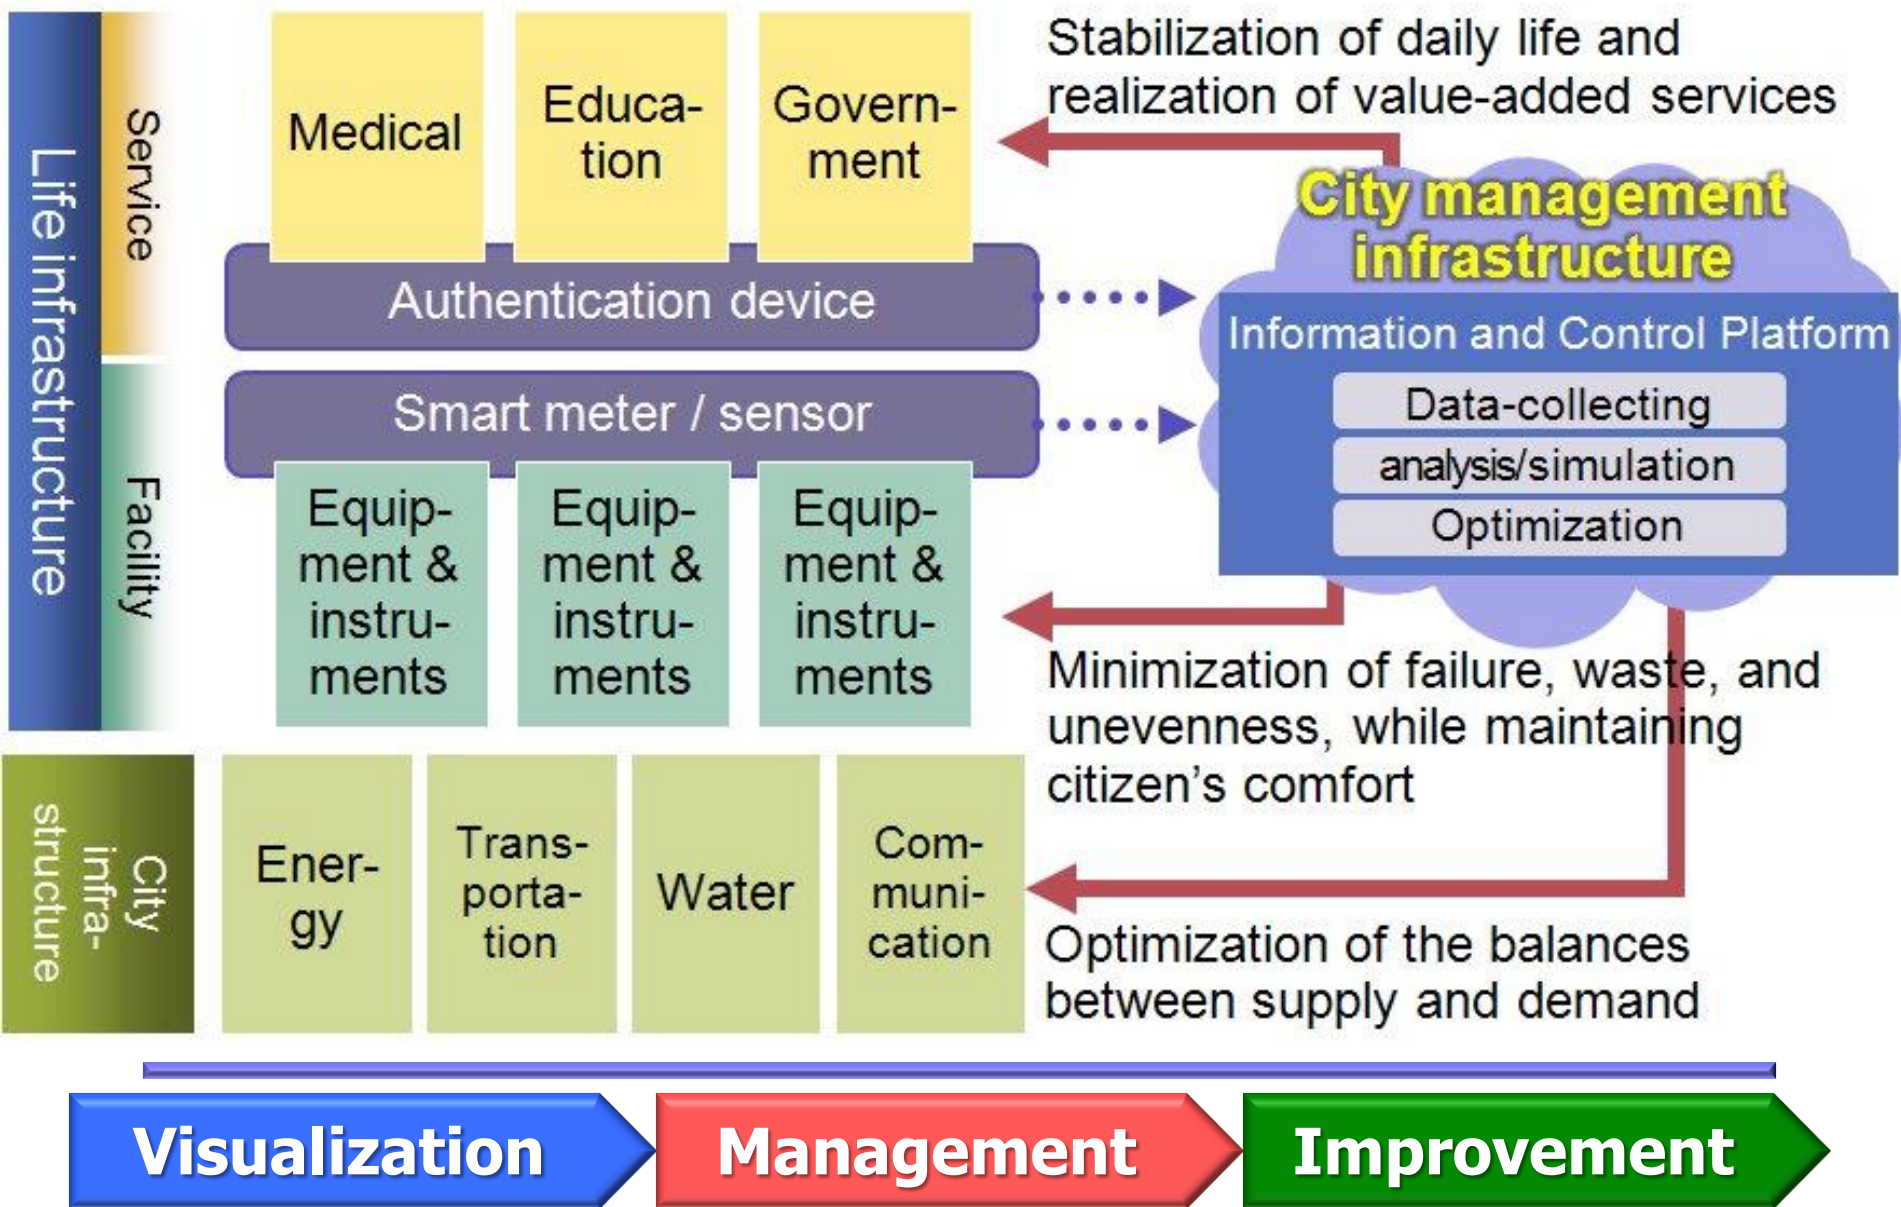 Life infrastructure
Service
Medical
Educa-
tion
Govern-
ment
Authentication device
Stabilization of daily life and
realization of value-added services
City management
infrastructure
Information and Control Platform
Data-collecting
analysis/simulation
Optimization
Facility
Smart meter / sensor
Equip-
ment &
instru-
ments
Equip-
ment &
instru-
ments
Equip-
ment &
instru-
ments
Minimization of failure, waste, and
unevenness, while maintaining
citizen's comfort
City
infra-
structure
Ener-
gy
Trans-
porta-
tion
Water
Com-
muni-
cation
Optimization of the balances
between supply and demand
Visualization
Management
Improvement